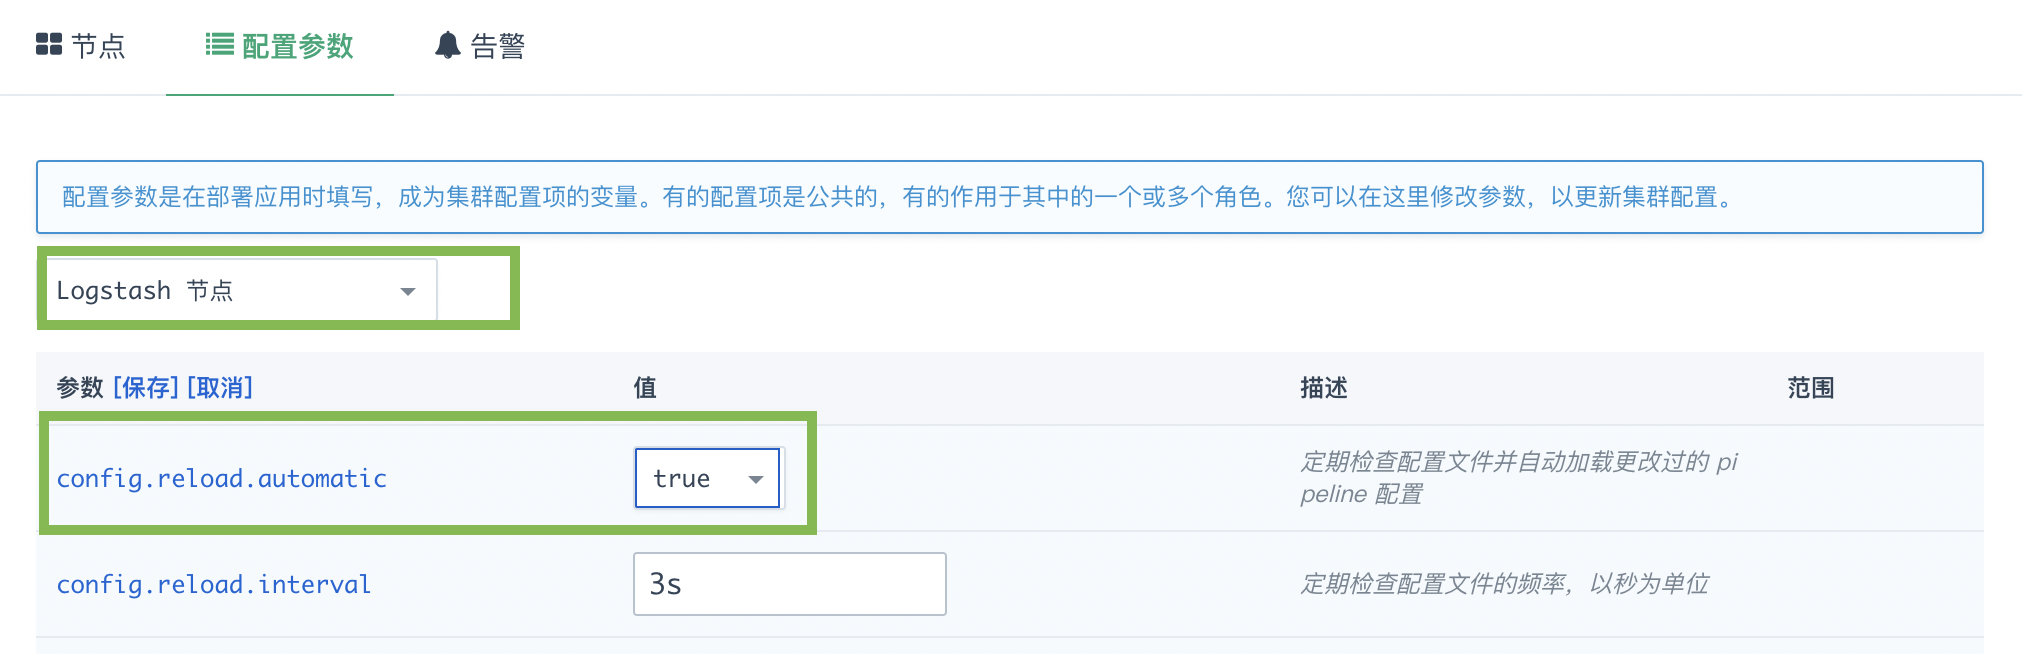 节点 配置参数 告警
配置参数是在部署应用时填写，成为集群配置项的变量。有的配置项是公共的，有的作用于其中的一个或多个角色。您可以在这里修改参数，以更新集群配置。
Logstash 节点
参数 [保存] [取消] 值 描述 范围
config.reload.automatic true 定期检查配置文件并自动加载更改过的 pi
peline 配置
config.reload.interval 3s 定期检查配置文件的频率，以秒为单位